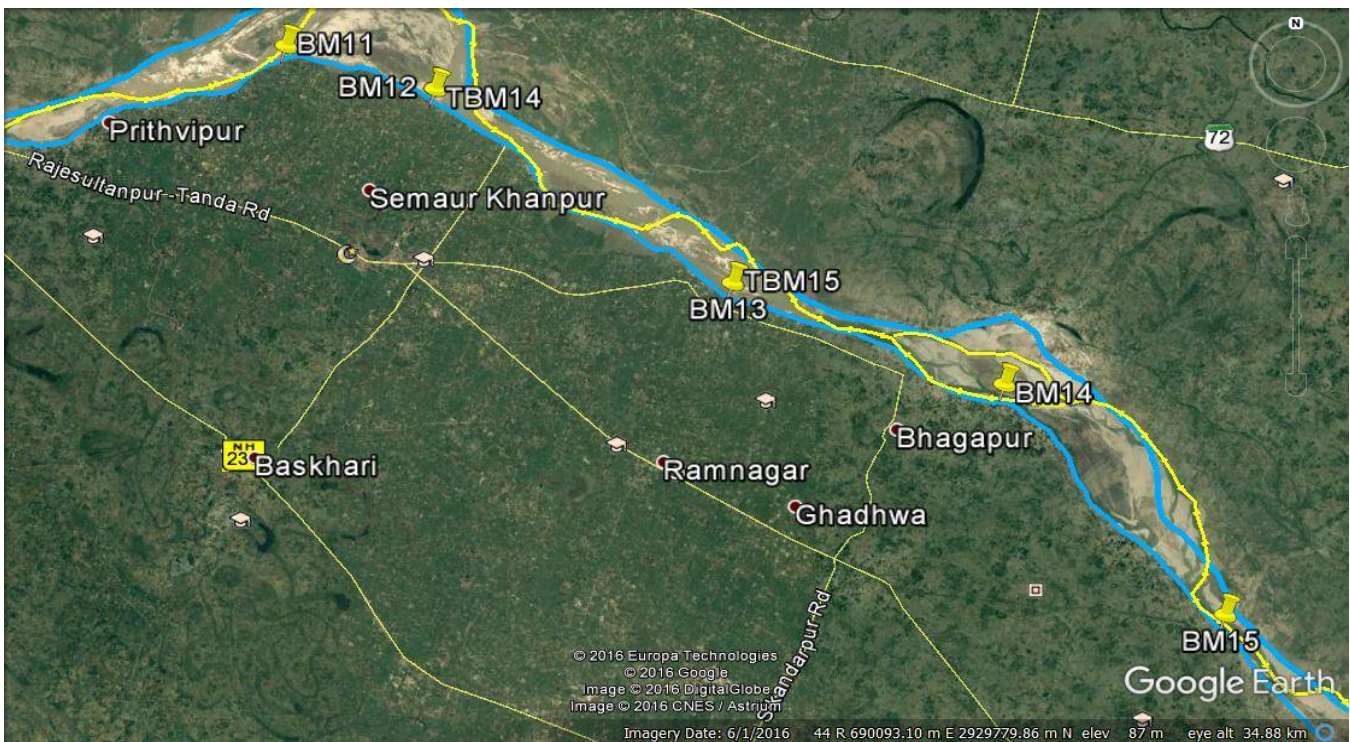 N
BM11
BM12
TBM14
Prithvipur
72
Rajesultanpur - Tanda Rd
Semaur Khanpur
TBM15
BM13
BM14
Bhagapur
NH
23
Baskhari
Ramnagar
Ghadhwa
Sikandarpur Rd
BM15
© 2016 Europa Technologies
© 2016 Google
Image © 2016 DigitalGlobe
Image © 2016 CNES / Astrium
Google Earth
Imagery Date: 6/1/2016 44 R 690093.10 m E 2929779.86 m N elev 87 m eye alt 34.88 km